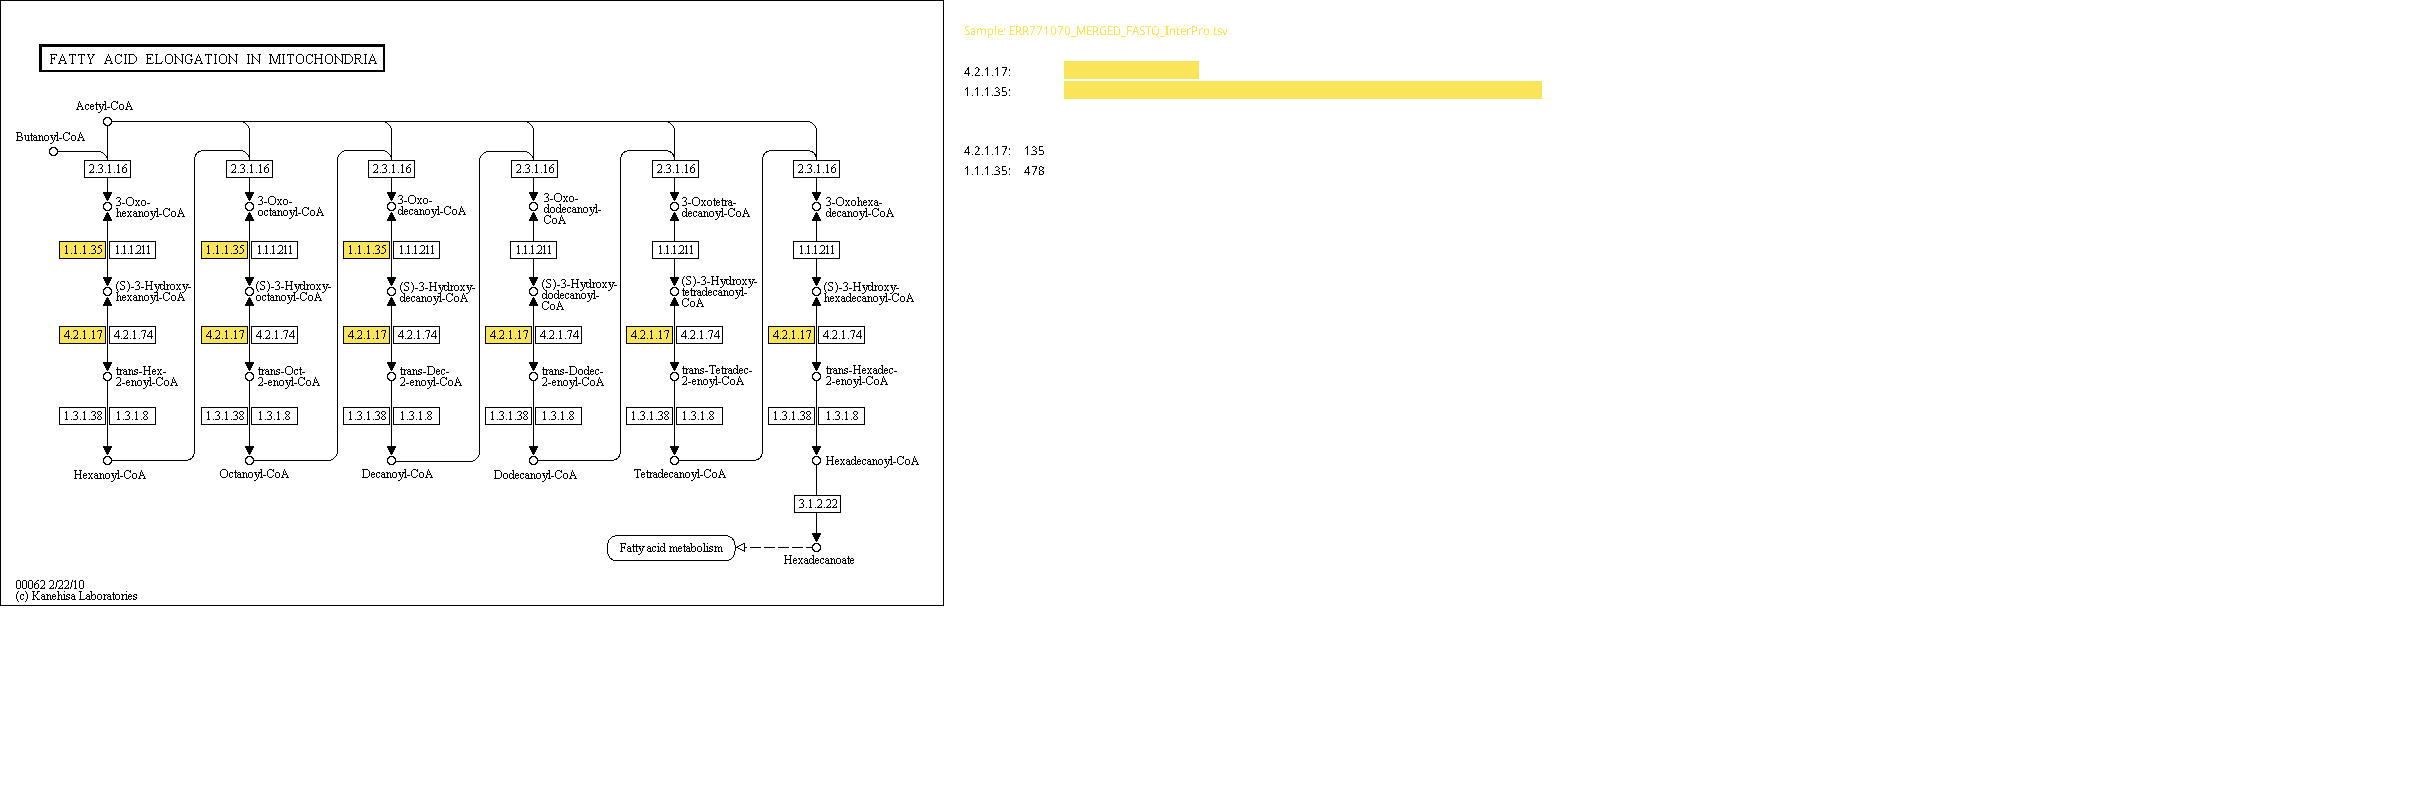 FATTY ACID ELONGATION IN MITOCHONDRIA
Sample: ERR771070_MERGED_FASTQ_InterPro.tsv
4.2.1.17:
1.1.1.35:
4.2.1.17: 135
1.1.1.35: 478
Acetyl-CoA
Butanoyl-CoA
2.3.1.16 2.3.1.16 2.3.1.16 2.3.1.16 2.3.1.16 2.3.1.16
3-Oxo-
hexanoyl-CoA
3-Oxo-
octanoyl-CoA
3-Oxo-
decanoyl-CoA
3-Oxo-
dodecanoyl-
CoA
3-Oxotetra-
decanoyl-CoA
3-Oxohexa-
decanoyl-CoA
1.1.1.35 1.1.1.211 1.1.1.35 1.1.1.211 1.1.1.35 1.1.1.211 1.1.1.211 1.1.1.211 1.1.1.211
(S)-3-Hydroxy-
hexanoyl-CoA
(S)-3-Hydroxy-
octanoyl-CoA
(S)-3-Hydroxy-
decanoyl-CoA
(S)-3-Hydroxy-
dodecanoyl-
CoA
(S)-3-Hydroxy-
tetradecanoyl-
CoA
(S)-3-Hydroxy-
hexadecanoyl-CoA
4.2.1.17 4.2.1.74 4.2.1.17 4.2.1.74 4.2.1.17 4.2.1.74 4.2.1.17 4.2.1.74 4.2.1.17 4.2.1.74 4.2.1.17 4.2.1.74
trans-Hex-
2-enoyl-CoA
trans-Oct-
2-enoyl-CoA
trans-Dec-
2-enoyl-CoA
trans-Dodec-
2-enoyl-CoA
trans-Tetradec-
2-enoyl-CoA
trans-Hexadec-
2-enoyl-CoA
1.3.1.38 1.3.1.8 1.3.1.38 1.3.1.8 1.3.1.38 1.3.1.8 1.3.1.38 1.3.1.8 1.3.1.38 1.3.1.8 1.3.1.38 1.3.1.8
Hexanoyl-CoA
Octanoyl-CoA
Decanoyl-CoA
Dodecanoyl-CoA
Tetradecanoyl-CoA
Hexadecanoyl-CoA
3.1.2.22
Fatty acid metabolism
Hexadecanoate
00062 2/22/10
(c) Kanehisa Laboratories